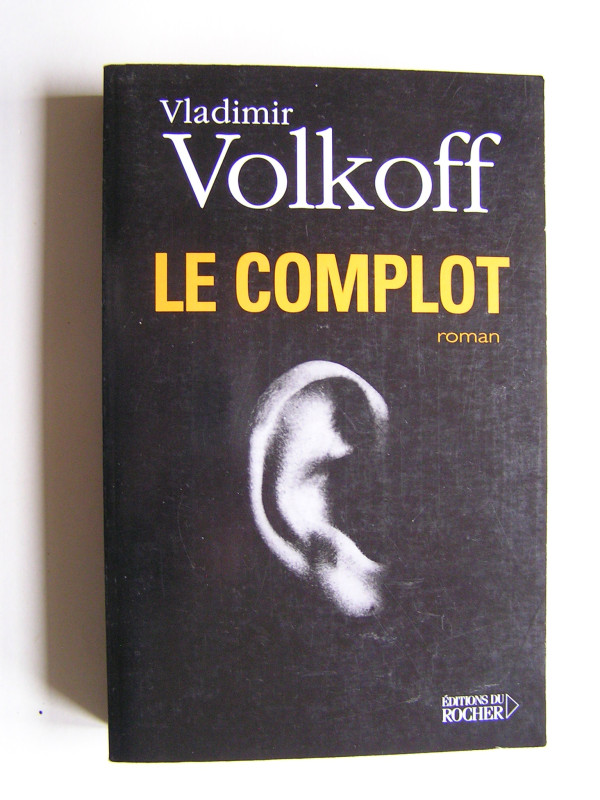 Vladimir
Volkoff
LE COMPLOT
roman
ÉDITIONS DU
ROCHER